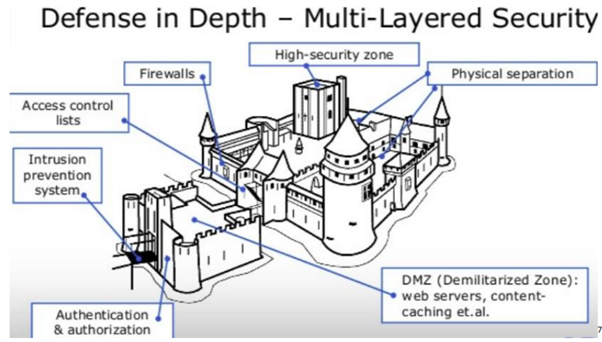 Defense in Depth – Multi-Layered Security
High-security zone
Firewalls
Physical separation
Access control
lists
Intrusion
prevention
system
DMZ (Demilitarized Zone):
web servers, content-
caching et.al.
Authentication
& authorization
7